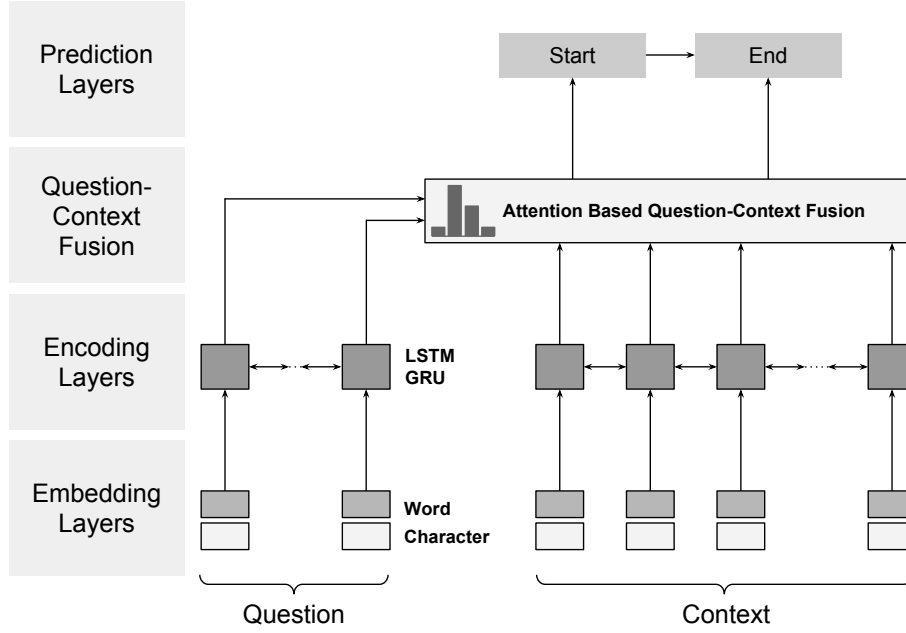 Prediction
Layers
Start
End
Question-
Context
Fusion
Attention Based Question-Context Fusion
Encoding
Layers
LSTM
GRU
Embedding
Layers
Word
Character
Question
Context